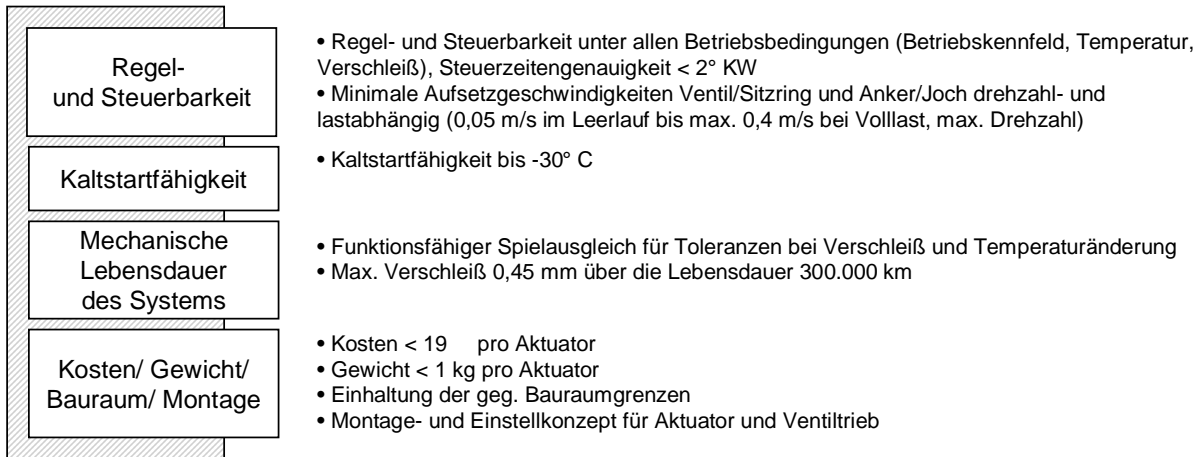 Regel-
und Steuerbarkeit
• Regel- und Steuerbarkeit unter allen Betriebsbedingungen (Betriebskennfeld, Temperatur,
Verschleiß), Steuerzeitengenauigkeit < 2° KW
• Minimale Aufsetzgeschwindigkeiten Ventil/Sitzring und Anker/Joch drehzahl- und
lastabhängig (0,05 m/s im Leerlauf bis max. 0,4 m/s bei Volllast, max. Drehzahl)
Kaltstartfähigkeit
• Kaltstartfähigkeit bis -30° C
Mechanische
Lebensdauer
des Systems
• Funktionsfähiger Spielausgleich für Toleranzen bei Verschleiß und Temperaturänderung
• Max. Verschleiß 0,45 mm über die Lebensdauer 300.000 km
Kosten/ Gewicht/
Bauraum/ Montage
• Kosten < 19 pro Aktuator
• Gewicht < 1 kg pro Aktuator
• Einhaltung der geg. Bauraumgrenzen
• Montage- und Einstellkonzept für Aktuator und Ventiltrieb